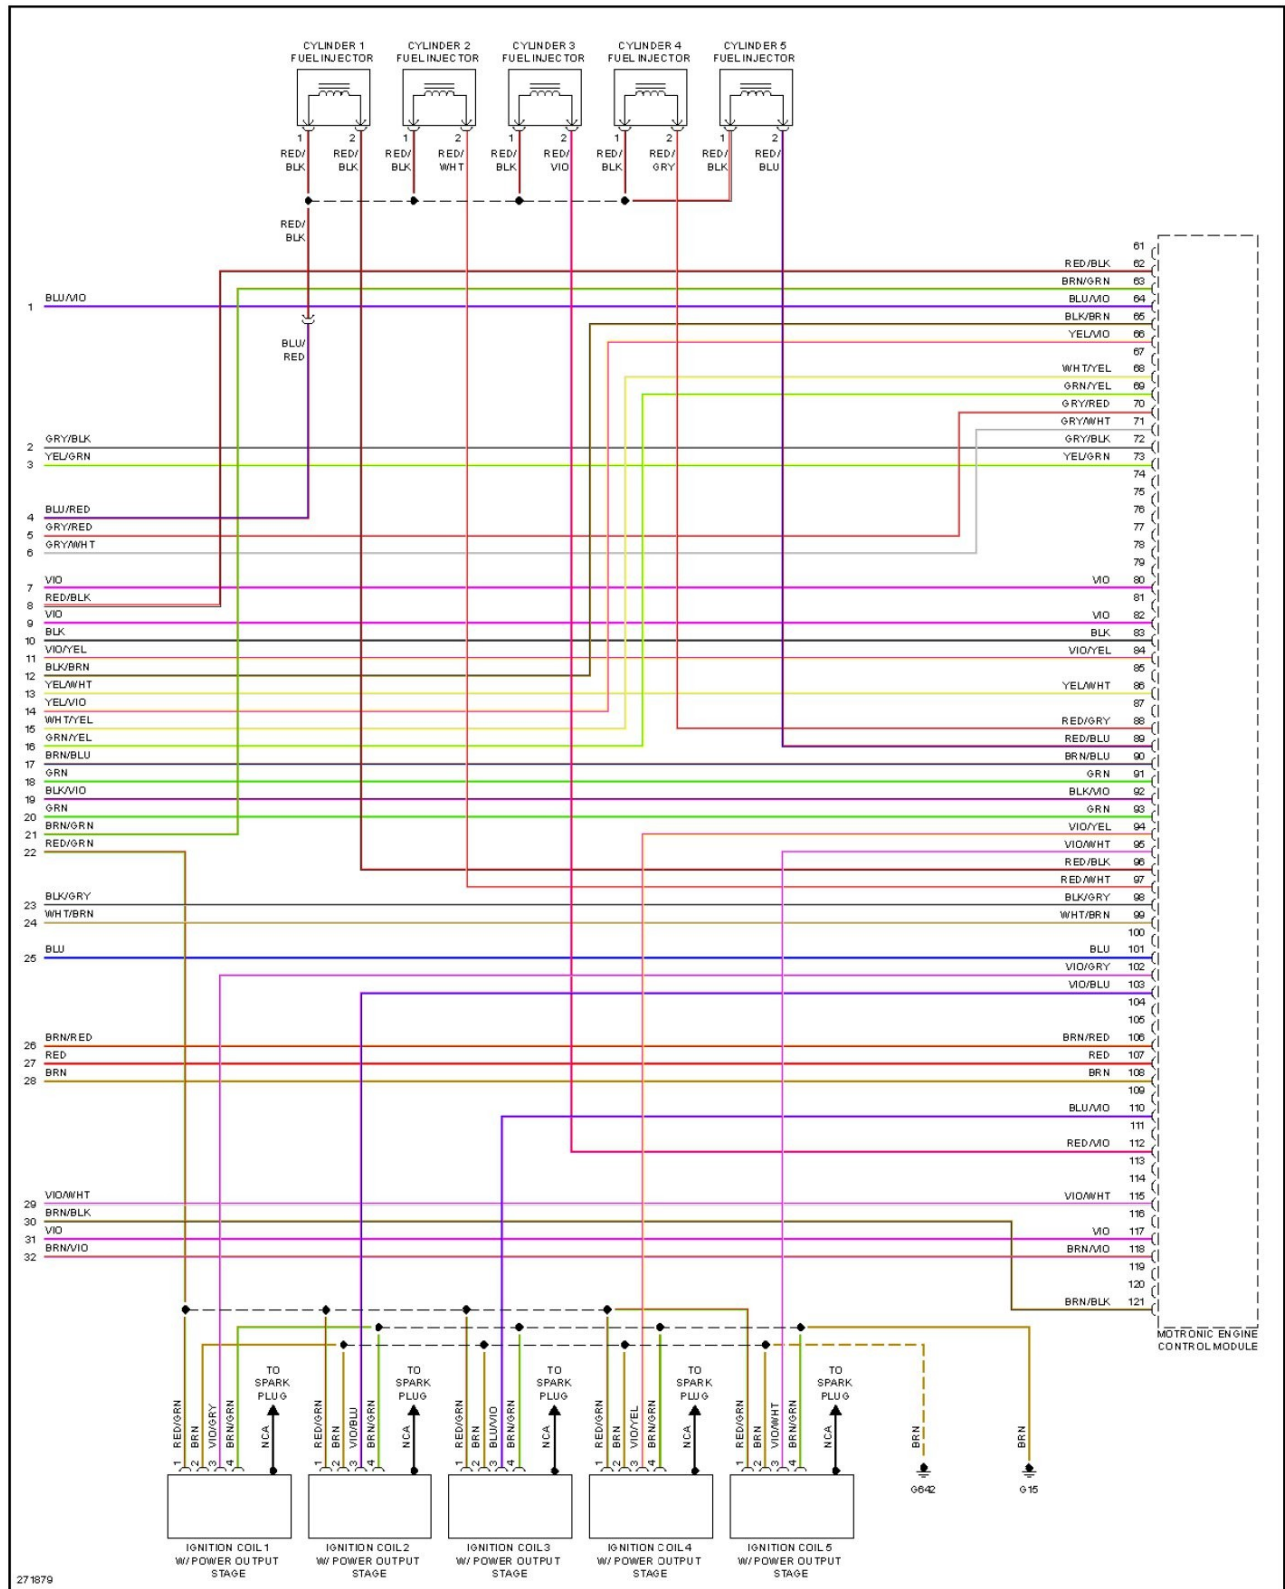 CYLINDER 1 CYLINDER 2 CYLINDER 3 CYLINDER 4 CYLINDER 5
FUEL INJECTOR FUEL INJECTOR FUEL INJECTOR FUEL INJECTOR FUEL INJECTOR
1 2 1 2 1 2 1 2 1 2
RED/ RED/ RED/ RED/ RED/ RED/ RED/ RED/ RED/ RED/
BLK BLK BLK WHT BLK VIO BLK GRY BLK BLU
RED/
BLK
61
RED/BLK 62
BRN/GRN 63
1 BLU/VIO BLU/VIO 64
BLK/BRN 65
YEL/VIO 66
BLU/
RED
67
WHT/YEL 68
GRN/YEL 69
GRY/RED 70
GRY/WHT 71
2 GRY/BLK GRY/BLK 72
3 YEL/GRN YEL/GRN 73
74
75
4 BLU/RED 76
5 GRY/RED 77
6 GRY/WHT 78
79
7 VIO VIO 80
8 RED/BLK 81
9 VIO VIO 82
10 BLK BLK 83
11 VIO/YEL VIO/YEL 84
12 BLK/BRN 85
13 YEL/WHT YEL/WHT 86
14 YEL/VIO 87
15 WHT/YEL RED/GRY 88
16 GRN/YEL RED/BLU 89
17 BRN/BLU BRN/BLU 90
18 GRN GRN 91
19 BLK/VIO BLK/VIO 92
20 GRN GRN 93
21 BRN/GRN VIO/YEL 94
22 RED/GRN VIO/WHT 95
RED/BLK 96
RED/WHT 97
23 BLK/GRY BLK/GRY 98
24 WHT/BRN WHT/BRN 99
100
25 BLU BLU 101
VIO/GRY 102
VIO/BLU 103
104
105
26 BRN/RED BRN/RED 106
27 RED RED 107
28 BRN BRN 108
109
BLU/VIO 110
111
RED/VIO 112
113
114
29 VIO/WHT VIO/WHT 115
30 BRN/BLK 116
31 VIO VIO 117
32 BRN/VIO BRN/VIO 118
119
120
BRN/BLK 121
MOTRONIC ENGINE
CONTROL MODULE
TO TO TO TO TO
SPARK SPARK SPARK SPARK SPARK
PLUG PLUG PLUG PLUG PLUG
RED/GRN BRN VIO/GRY BRN/GRN NCA RED/GRN BRN VIO/BLU BRN/GRN NCA RED/GRN BRN BLU/VIO BRN/GRN NCA RED/GRN BRN VIO/YEL BRN/GRN NCA RED/GRN BRN VIO/WHT BRN/GRN NCA BRN BRN
1 2 3 4 1 2 3 4 1 2 3 4 1 2 3 4 1 2 3 4
G642 G15
IGNITION COIL 1 IGNITION COIL 2 IGNITION COIL 3 IGNITION COIL 4 IGNITION COIL 5
W/ POWER OUTPUT W/ POWER OUTPUT W/ POWER OUTPUT W/ POWER OUTPUT W/ POWER OUTPUT
STAGE STAGE STAGE STAGE STAGE
271879